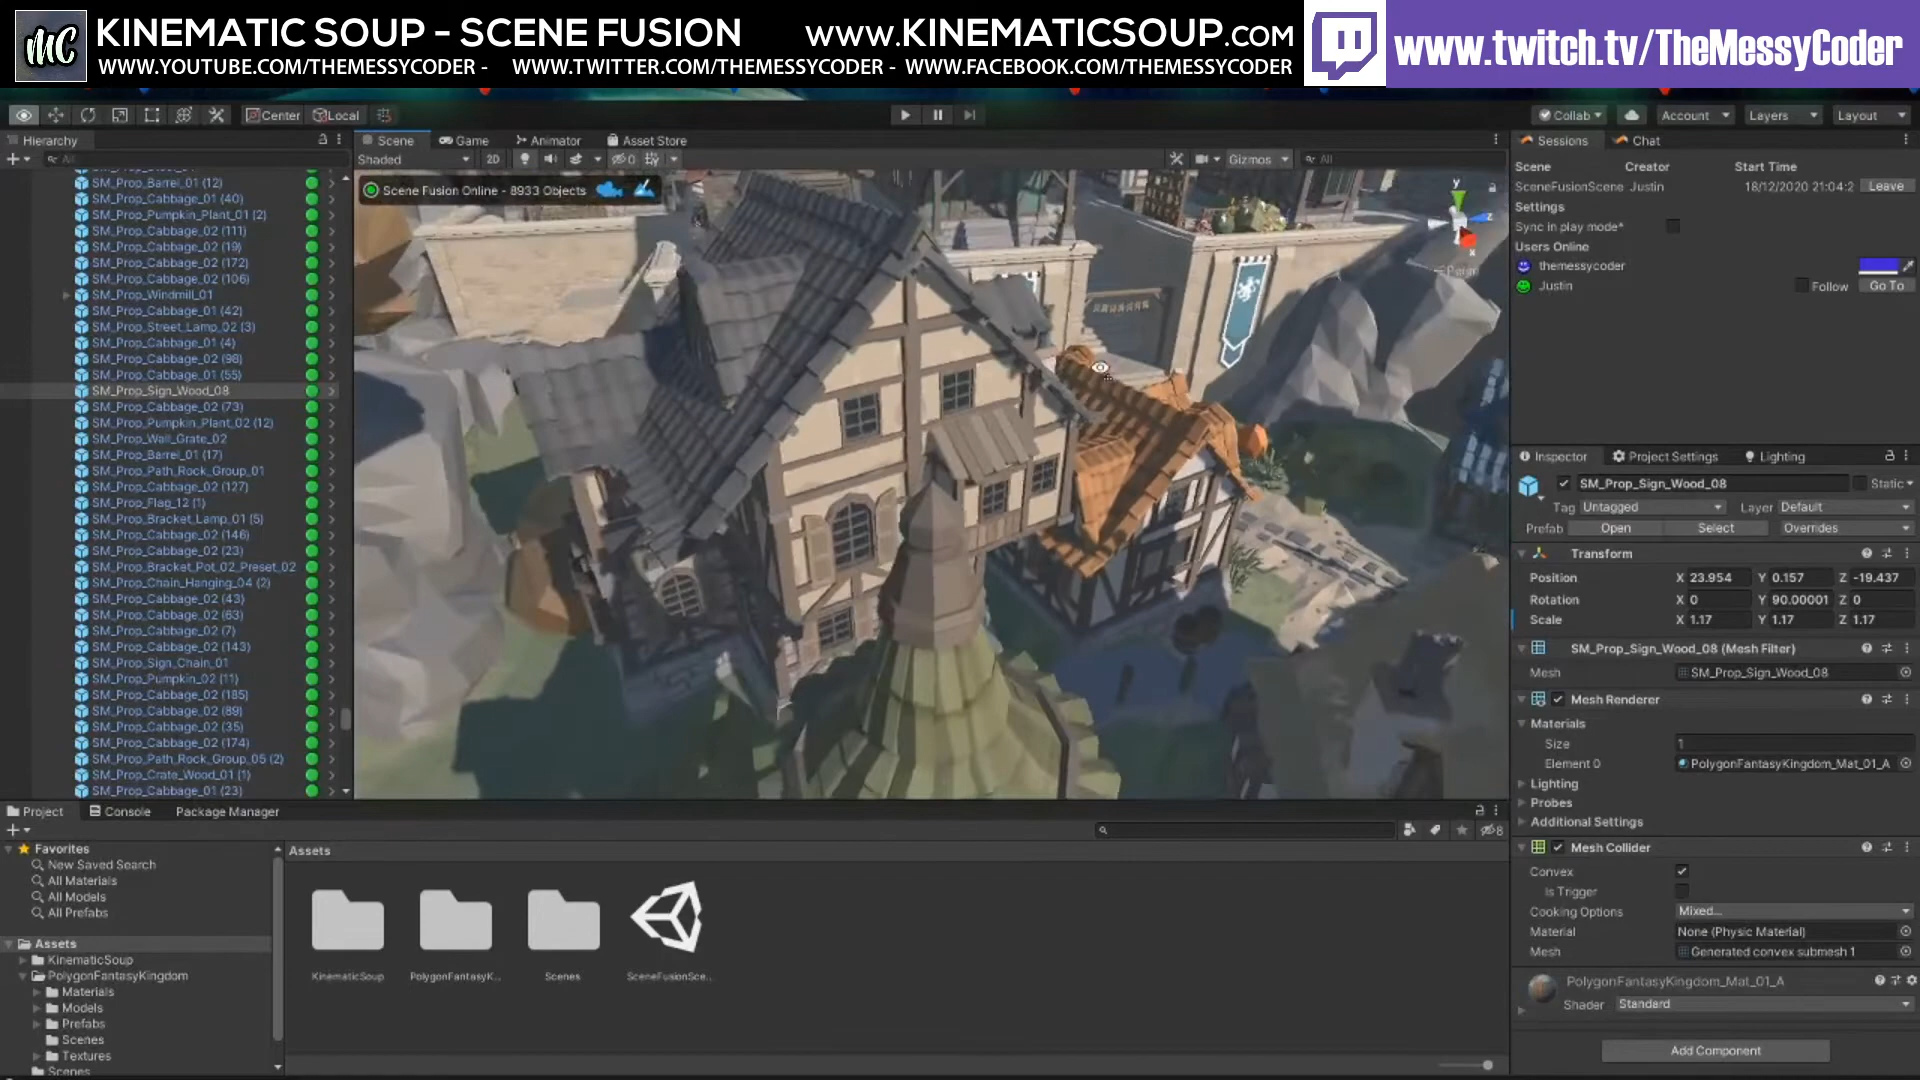 MC KINEMATIC SOUP - SCENE FUSION www.KINEMATICSOUP.com www.twitch.tv/TheMessyCoder
WWW.YOUTUBE.COM/THEMESSYCODER - WWW.TWITTER.COM/THEMESSYCODER - WWW.FACEBOOK.COM/THEMESSYCODER
Center Local Collab Account Layers Layout
Hierarchy
All
SM_Prop_Barrel_01 (12)
SM_Prop_Cabbage_01 (40)
SM_Prop_Pumpkin_Plant_01 (2)
SM_Prop_Cabbage_02 (111)
SM_Prop_Cabbage_02 (19)
SM_Prop_Cabbage_02 (172)
SM_Prop_Cabbage_02 (106)
SM_Prop_Windmill_01
SM_Prop_Cabbage_01 (42)
SM_Prop_Street_Lamp_02 (3)
SM_Prop_Cabbage_01 (4)
SM_Prop_Cabbage_02 (98)
SM_Prop_Cabbage_01 (55)
SM_Prop_Sign_Wood_08
SM_Prop_Cabbage_02 (73)
SM_Prop_Pumpkin_Plant_02 (12)
SM_Prop_Wall_Grate_02
SM_Prop_Barrel_01 (17)
SM_Prop_Path_Rock_Group_01
SM_Prop_Cabbage_02 (127)
SM_Prop_Flag_12 (1)
SM_Prop_Bracket_Lamp_01 (5)
SM_Prop_Cabbage_02 (146)
SM_Prop_Cabbage_02 (23)
SM_Prop_Bracket_Pot_02_Preset_02
SM_Prop_Chain_Hanging_04 (2)
SM_Prop_Cabbage_02 (43)
SM_Prop_Cabbage_02 (63)
SM_Prop_Cabbage_02 (7)
SM_Prop_Cabbage_02 (143)
SM_Prop_Sign_Chain_01
SM_Prop_Pumpkin_02 (11)
SM_Prop_Cabbage_02 (185)
SM_Prop_Cabbage_02 (89)
SM_Prop_Cabbage_02 (35)
SM_Prop_Cabbage_02 (174)
SM_Prop_Path_Rock_Group_05 (2)
SM_Prop_Crate_Wood_01 (1)
SM_Prop_Cabbage_01 (23)
Scene Game Animator Asset Store
Shaded 2D 0 Gizmos All
Scene Fusion Online - 8933 Objects
y
z
x
Persp
Sessions Chat
Scene Creator Start Time
SceneFusionScene Justin 18/12/2020 21:04:2 Leave
Settings
Sync in play mode*
Users Online
themessycoder
Justin Follow Go To
Inspector Project Settings Lighting
SM_Prop_Sign_Wood_08 Static
Tag Untagged Layer Default
Prefab Open Select Overrides
Transform
Position X 23.954 Y 0.157 Z -19.437
Rotation X 0 Y 90.00001 Z 0
Scale X 1.17 Y 1.17 Z 1.17
SM_Prop_Sign_Wood_08 (Mesh Filter)
Mesh SM_Prop_Sign_Wood_08
Mesh Renderer
Materials
Size 1
Element 0 PolygonFantasyKingdom_Mat_01_A
Lighting
Probes
Additional Settings
Mesh Collider
Convex
Is Trigger
Cooking Options Mixed...
Material None (Physic Material)
Mesh Generated convex submesh 1
PolygonFantasyKingdom_Mat_01_A
Shader Standard
Add Component
Project Console Package Manager
8
Favorites
New Saved Search
All Materials
All Models
All Prefabs
Assets
KinematicSoup
PolygonFantasyKingdom
Materials
Models
Prefabs
Scenes
Textures
Scenes
Assets
KinematicSoup PolygonFantasyK... Scenes SceneFusionSce...